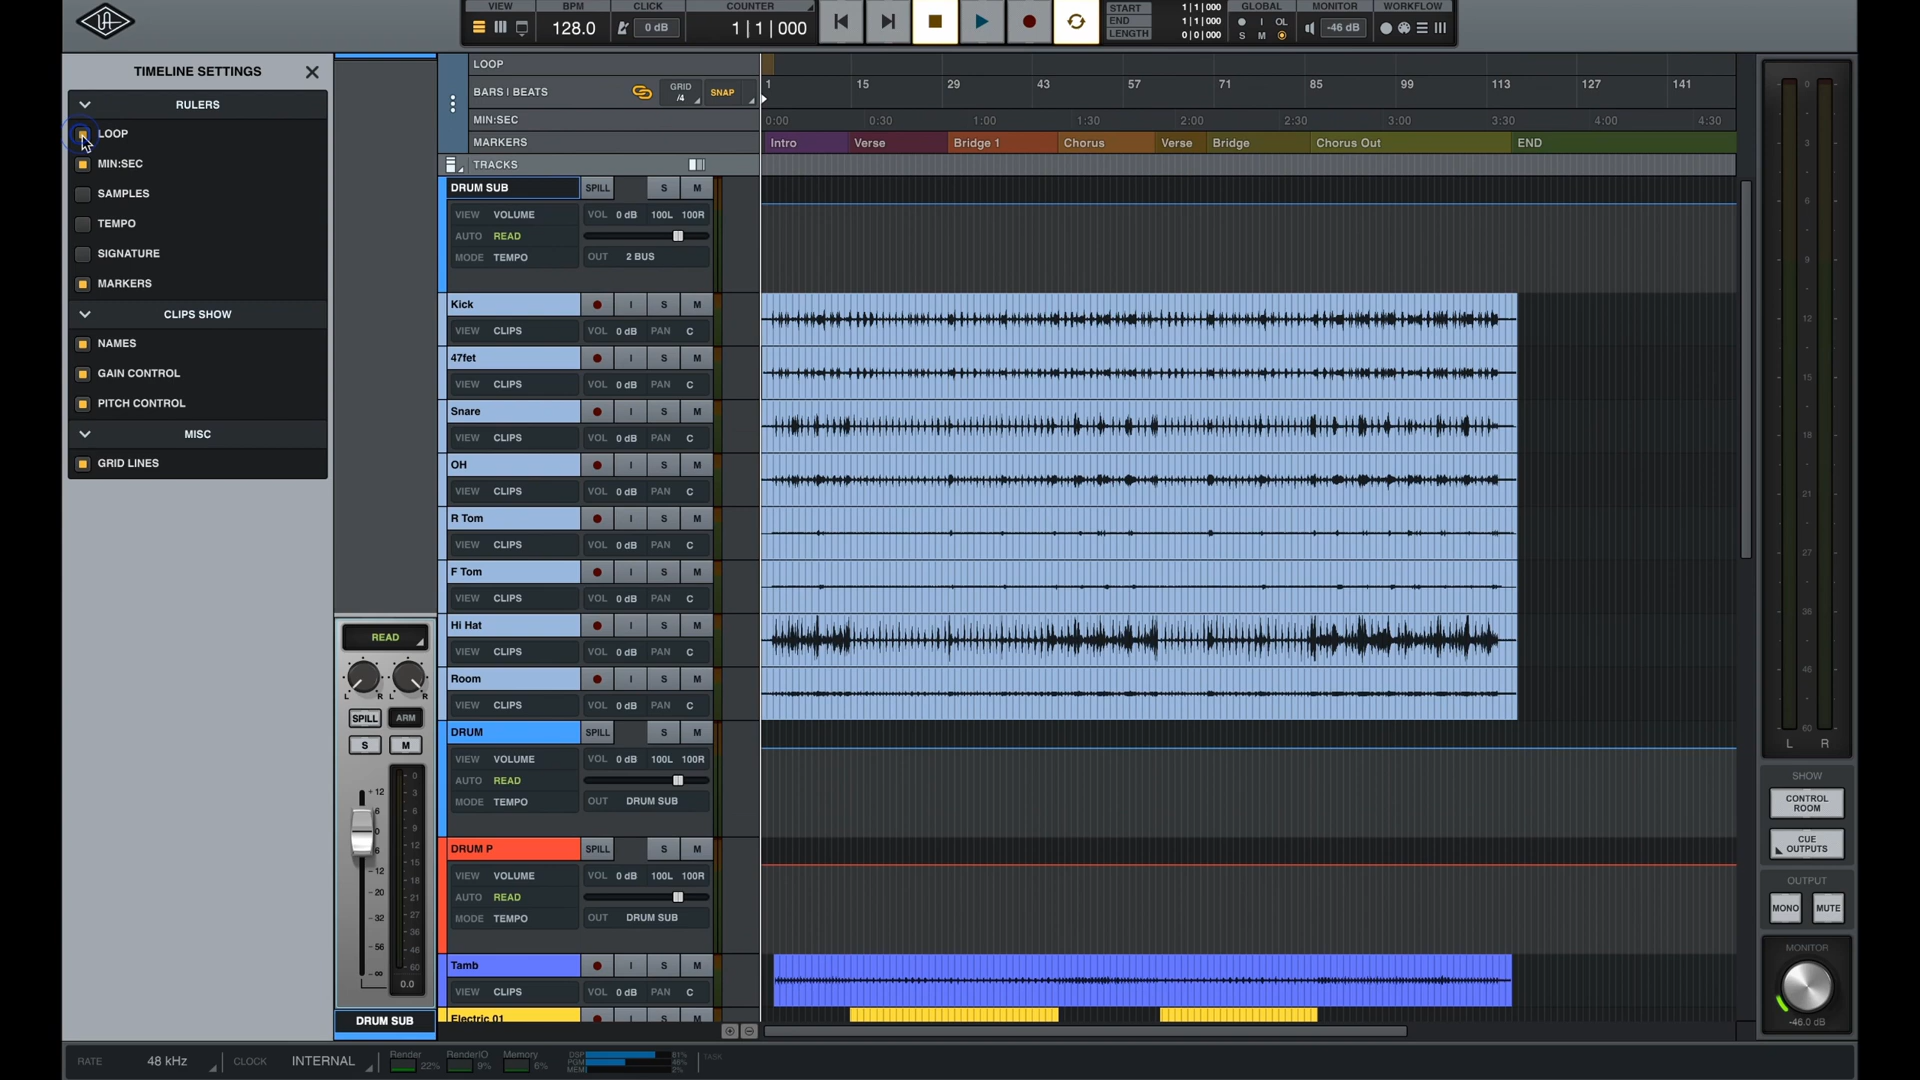 VIEW BPM CLICK COUNTER START 1|1|000 GLOBAL MONITOR WORKFLOW
128.0 0 dB 1|1|000 END 1|1|000 I OL -46 dB
LENGTH 0|0|000 S M
TIMELINE SETTINGS
RULERS
LOOP
MIN:SEC
SAMPLES
TEMPO
SIGNATURE
MARKERS
CLIPS SHOW
NAMES
GAIN CONTROL
PITCH CONTROL
MISC
GRID LINES
LOOP
BARS | BEATS GRID /4 SNAP 1 15 29 43 57 71 85 99 113 127 141
MIN:SEC 0:00 0:30 1:00 1:30 2:00 2:30 3:00 3:30 4:00 4:30
MARKERS Intro Verse Bridge 1 Chorus Verse Bridge Chorus Out END
TRACKS
DRUM SUB SPILL S M
VIEW VOLUME VOL 0 dB 100L 100R
AUTO READ
MODE TEMPO OUT 2 BUS
Kick I S M
VIEW CLIPS VOL 0 dB PAN C
47fet I S M
VIEW CLIPS VOL 0 dB PAN C
Snare I S M
VIEW CLIPS VOL 0 dB PAN C
OH I S M
VIEW CLIPS VOL 0 dB PAN C
R Tom I S M
VIEW CLIPS VOL 0 dB PAN C
F Tom I S M
VIEW CLIPS VOL 0 dB PAN C
Hi Hat I S M
VIEW CLIPS VOL 0 dB PAN C
Room I S M
VIEW CLIPS VOL 0 dB PAN C
DRUM SPILL S M
VIEW VOLUME VOL 0 dB 100L 100R
AUTO READ
MODE TEMPO OUT DRUM SUB
DRUM P SPILL S M
VIEW VOLUME VOL 0 dB 100L 100R
AUTO READ
MODE TEMPO OUT DRUM SUB
Tamb I S M
VIEW CLIPS VOL 0 dB PAN C
Electric 01 I S M
READ
L R L R
SPILL ARM
S M
+12 0
6 3
0 6
6 9
-12 12
-20 15
-32 18
-56 21
-∞ 27
36
46
60
0.0
DRUM SUB
0
3
6
9
12
15
18
21
27
36
46
60
L R
SHOW
CONTROL ROOM
CUE OUTPUTS
OUTPUT
MONO MUTE
MONITOR
-46.0 dB
RATE 48 kHz CLOCK INTERNAL Render 22% RenderIO 9% Memory 6% DSP 81% PGM 46% MEM 2% TASK